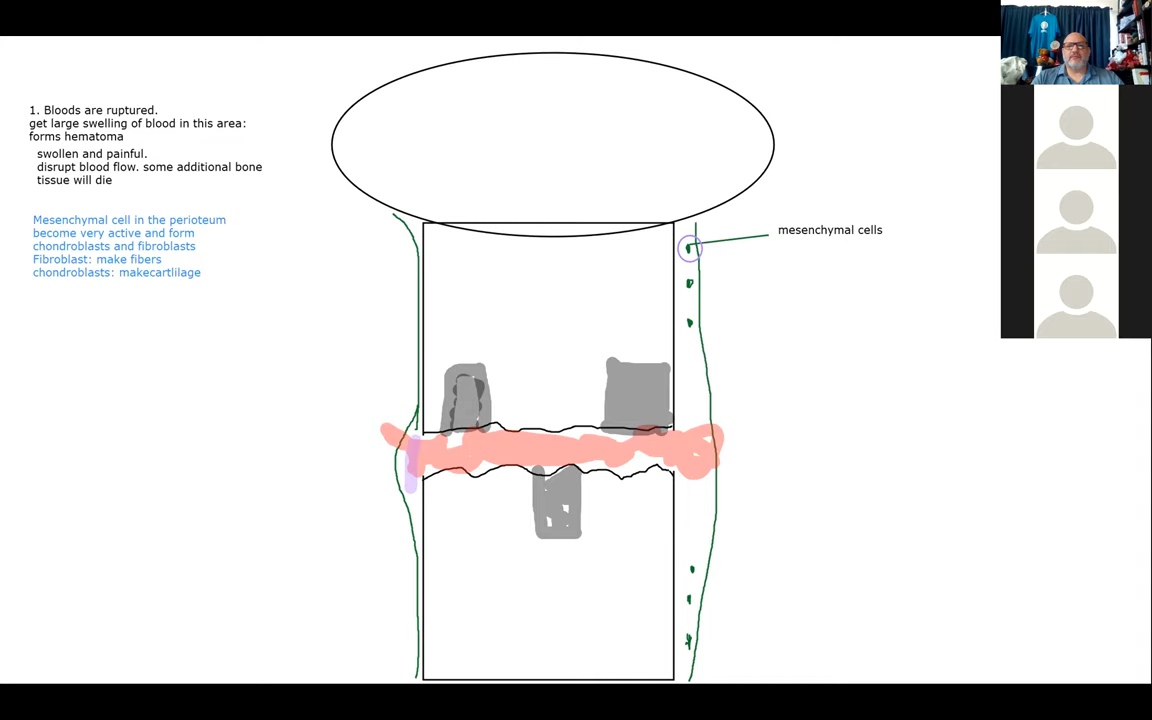 1. Bloods are ruptured.
get large swelling of blood in this area:
forms hematoma
swollen and painful.
disrupt blood flow. some additional bone
tissue will die
Mesenchymal cell in the perioteum
become very active and form
chondroblasts and fibroblasts
Fibroblast: make fibers
chondroblasts: makecartlilage
mesenchymal cells